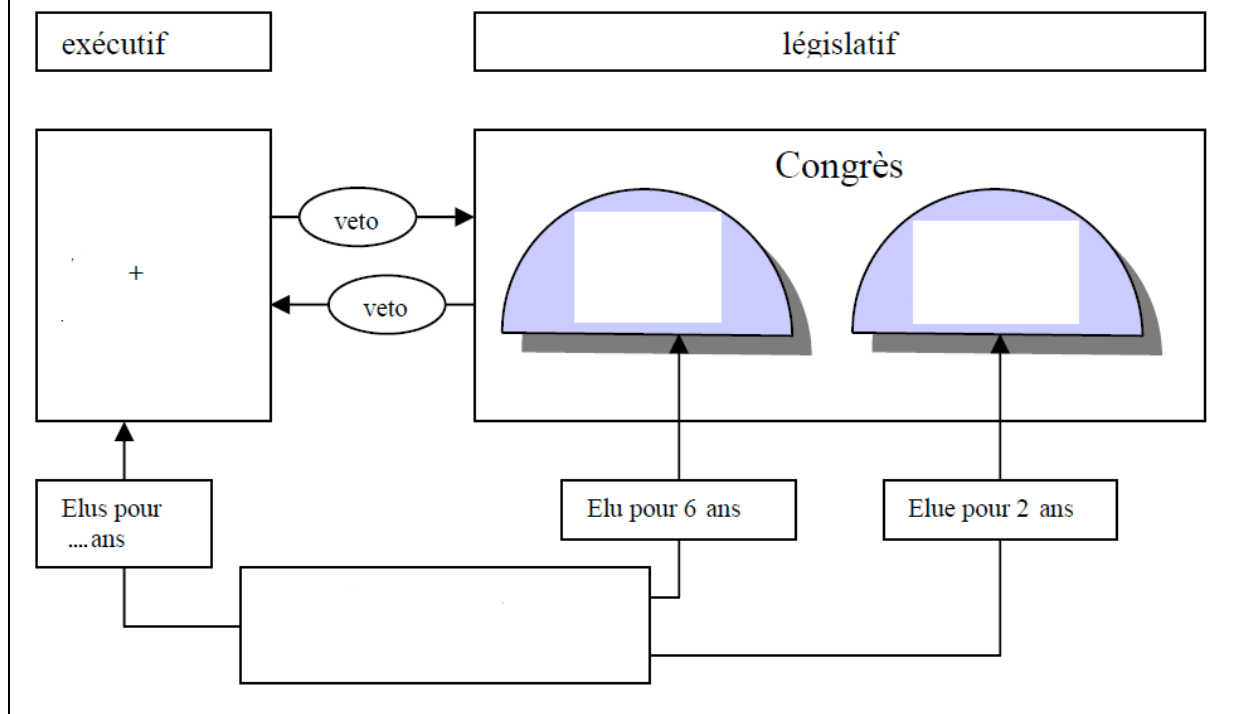 exécutif
législatif
Congrès
veto
+
veto
Elus pour
....ans
Elu pour 6 ans
Elue pour 2 ans